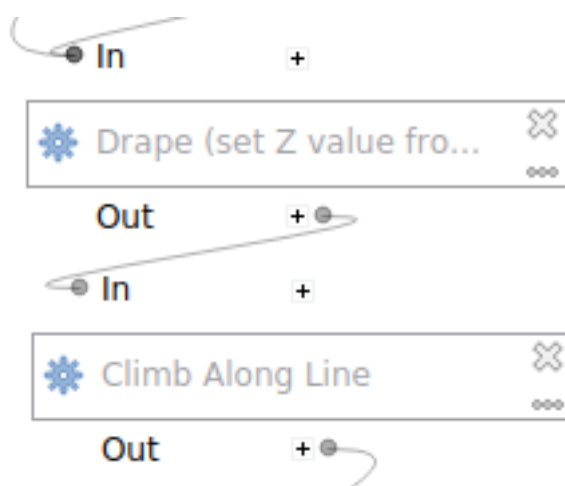 In
Drape (set Z value fro...
Out
In
Climb Along Line
Out